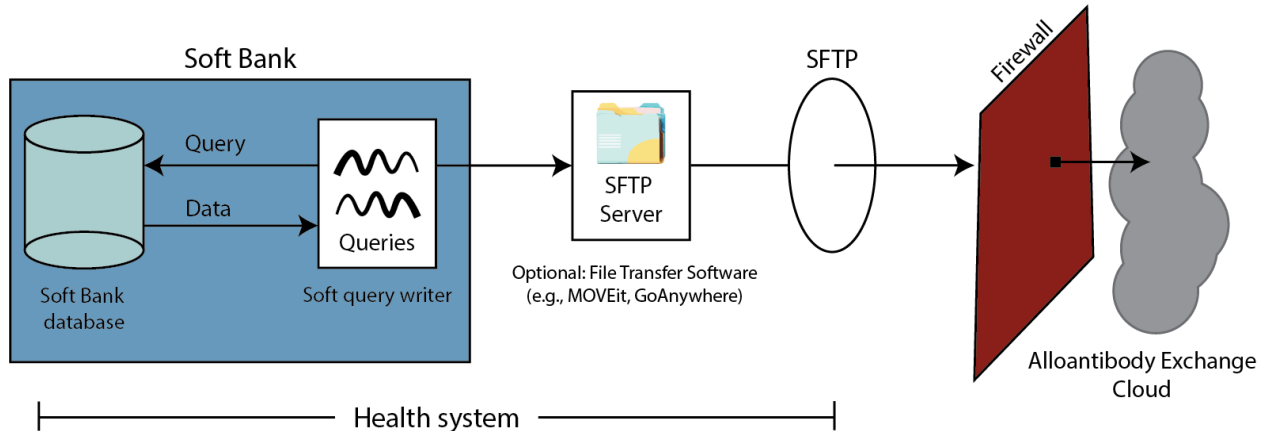 Soft Bank
SFTP
Firewall
Query
Data
Queries
Soft Bank
database
Soft query writer
SFTP
Server
Optional: File Transfer Software
(e.g., MOVEit, GoAnywhere)
Alloantibody Exchange
Cloud
Health system